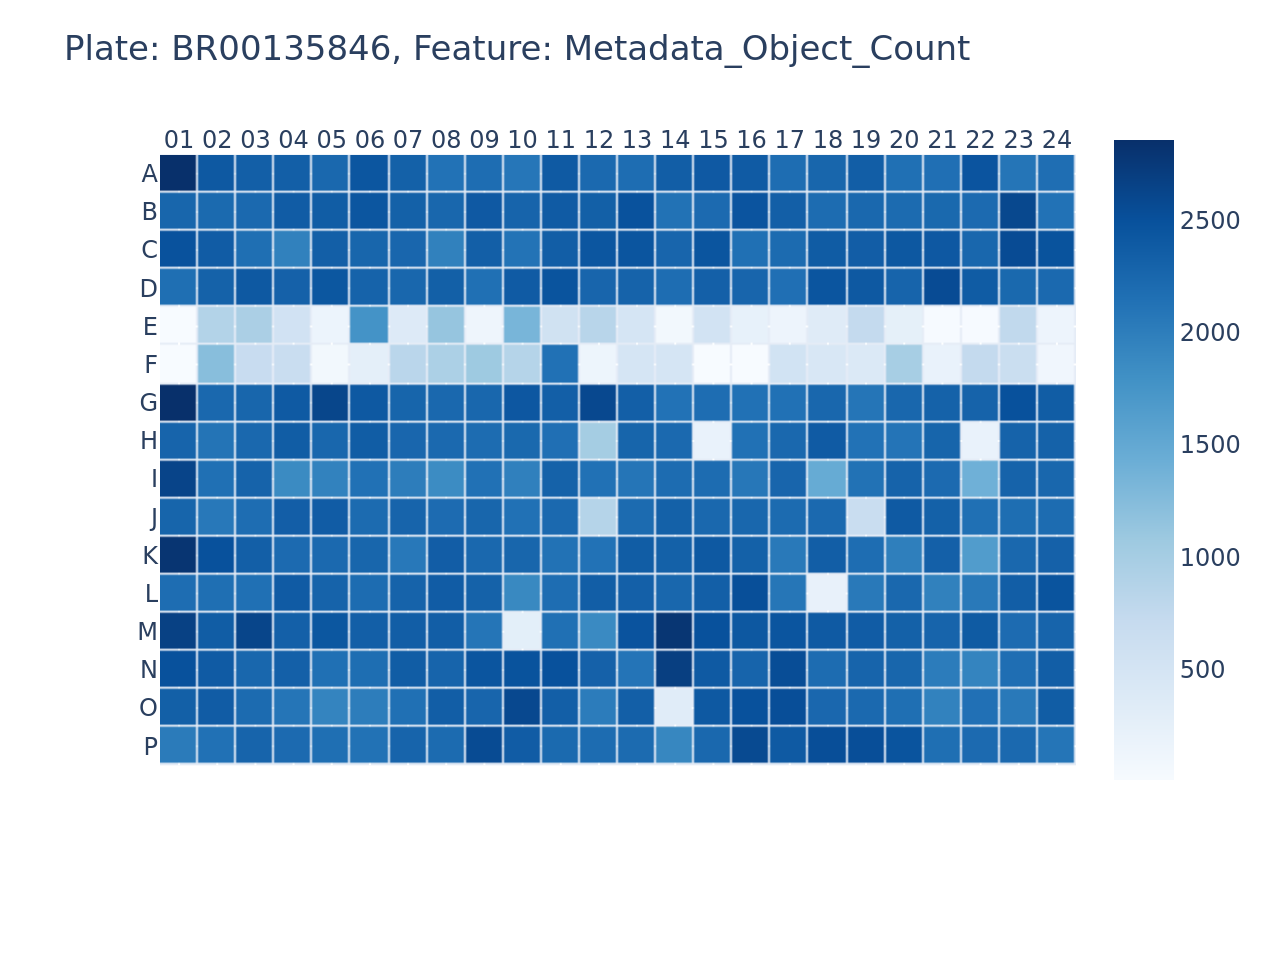 Plate: BR00135846, Feature: Metadata_Object_Count
01 02 03 04 05 06 07 08 09 10 11 12 13 14 15 16 17 18 19 20 21 22 23 24
A
B
C
D
E
F
G
H
I
J
K
L
M
N
O
P
2500
2000
1500
1000
500